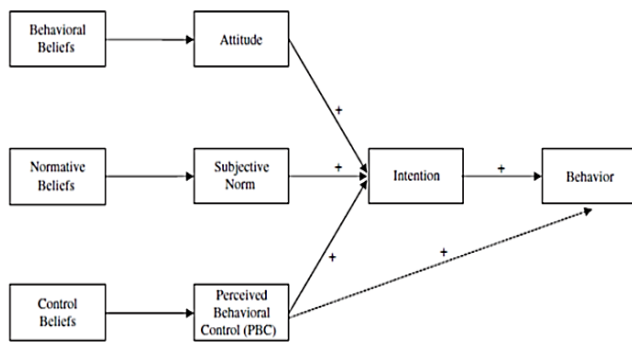 Behavioral
Beliefs
Attitude
+
Normative
Beliefs
Subjective
Norm
+
Intention
+
Behavior
+
+
Control
Beliefs
Perceived
Behavioral
Control (PBC)